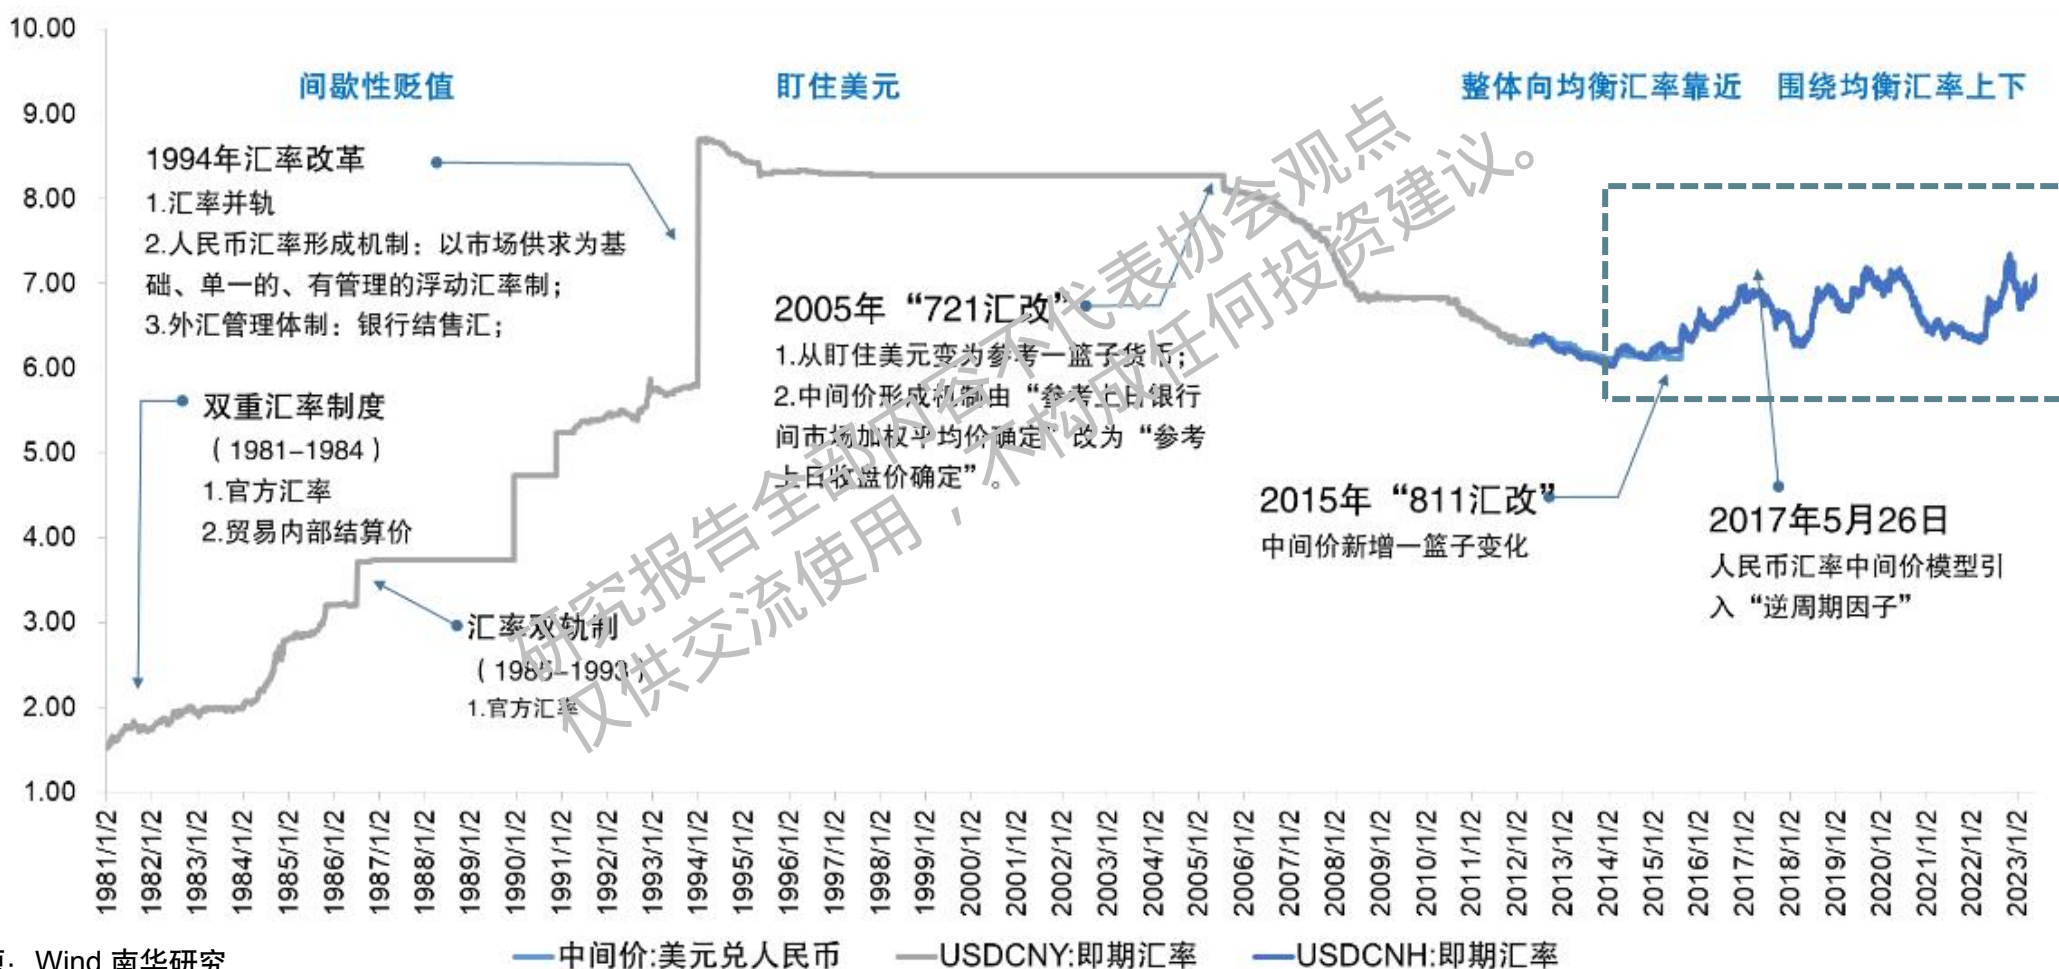 间歇性贬值
盯住美元
整体向均衡汇率靠近
围绕均衡汇率上下
10.00
9.00
8.00
7.00
6.00
5.00
4.00
3.00
2.00
1.00
1994年汇率改革
1.汇率并轨
2.人民币汇率形成机制：以市场供求为基
础、单一的、有管理的浮动汇率制；
3.外汇管理体制：银行结售汇；
双重汇率制度
（1981–1984）
1.官方汇率
2.贸易内部结算价
汇率双轨制
（1985–1993）
1.官方汇率
2005年“721汇改”
1.从盯住美元变为参考一篮子货币；
2.中间价形成机制由“参考上日银行
间市场加权平均价确定”改为“参考
上日收盘价确定”。
2015年“811汇改”
中间价新增一篮子变化
2017年5月26日
人民币汇率中间价模型引
入“逆周期因子”
研究报告全部内容不代表协会观点
仅供交流使用，不构成任何投资建议。
1981/1/2
1982/1/2
1983/1/2
1984/1/2
1985/1/2
1986/1/2
1987/1/2
1988/1/2
1989/1/2
1990/1/2
1991/1/2
1992/1/2
1993/1/2
1994/1/2
1995/1/2
1996/1/2
1997/1/2
1998/1/2
1999/1/2
2000/1/2
2001/1/2
2002/1/2
2003/1/2
2004/1/2
2005/1/2
2006/1/2
2007/1/2
2008/1/2
2009/1/2
2010/1/2
2011/1/2
2012/1/2
2013/1/2
2014/1/2
2015/1/2
2016/1/2
2017/1/2
2018/1/2
2019/1/2
2020/1/2
2021/1/2
2022/1/2
2023/1/2
中间价:美元兑人民币
USDCNY:即期汇率
USDCNH:即期汇率
Wind 南华研究